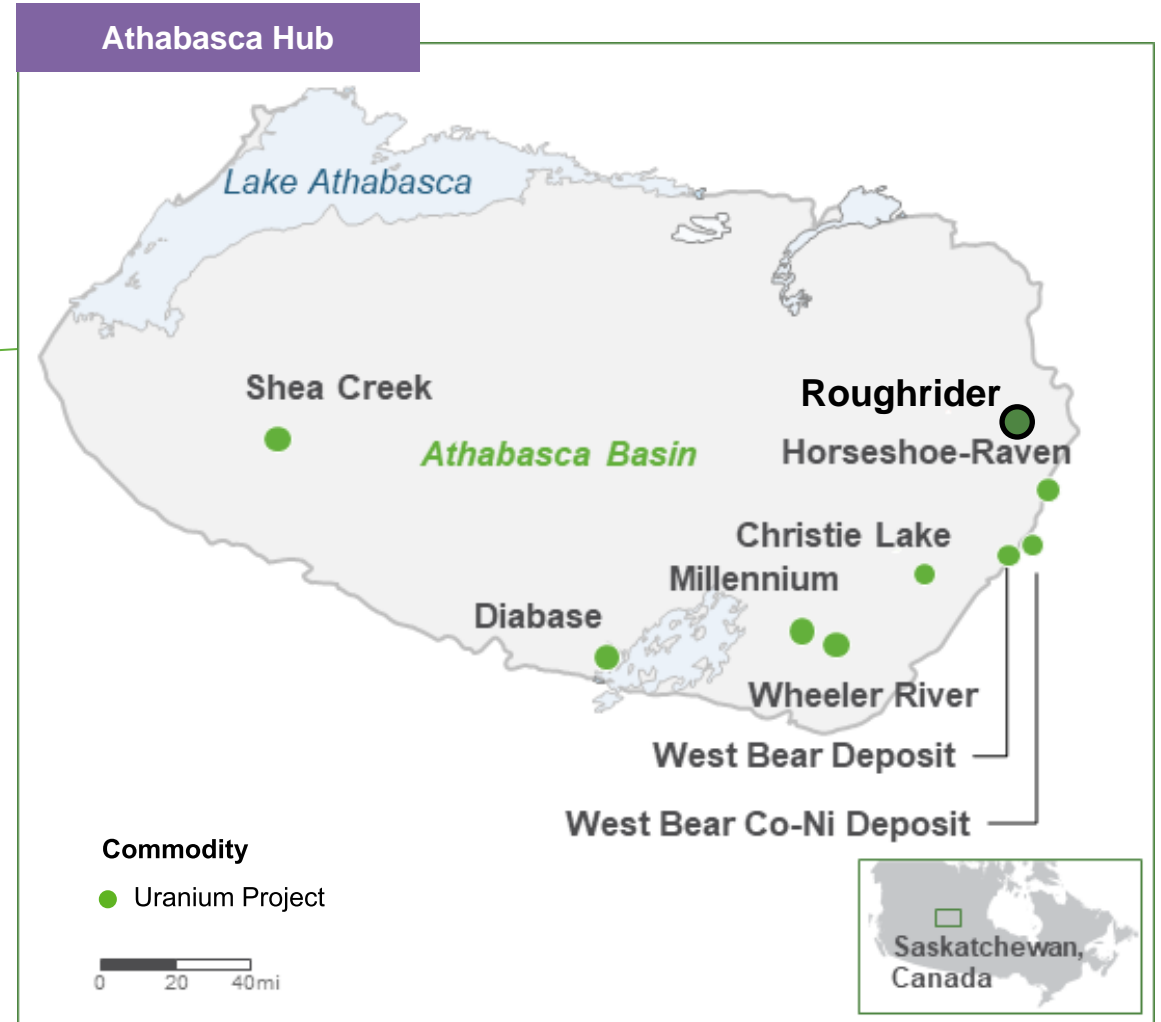 Athabasca Hub
Lake Athabasca
Shea Creek
Roughrider
Athabasca Basin
Horseshoe-Raven
Christie Lake
Millennium
Diabase
Wheeler River
West Bear Deposit
West Bear Co-Ni Deposit
Commodity
Uranium Project
0 20 40mi
Saskatchewan,
Canada